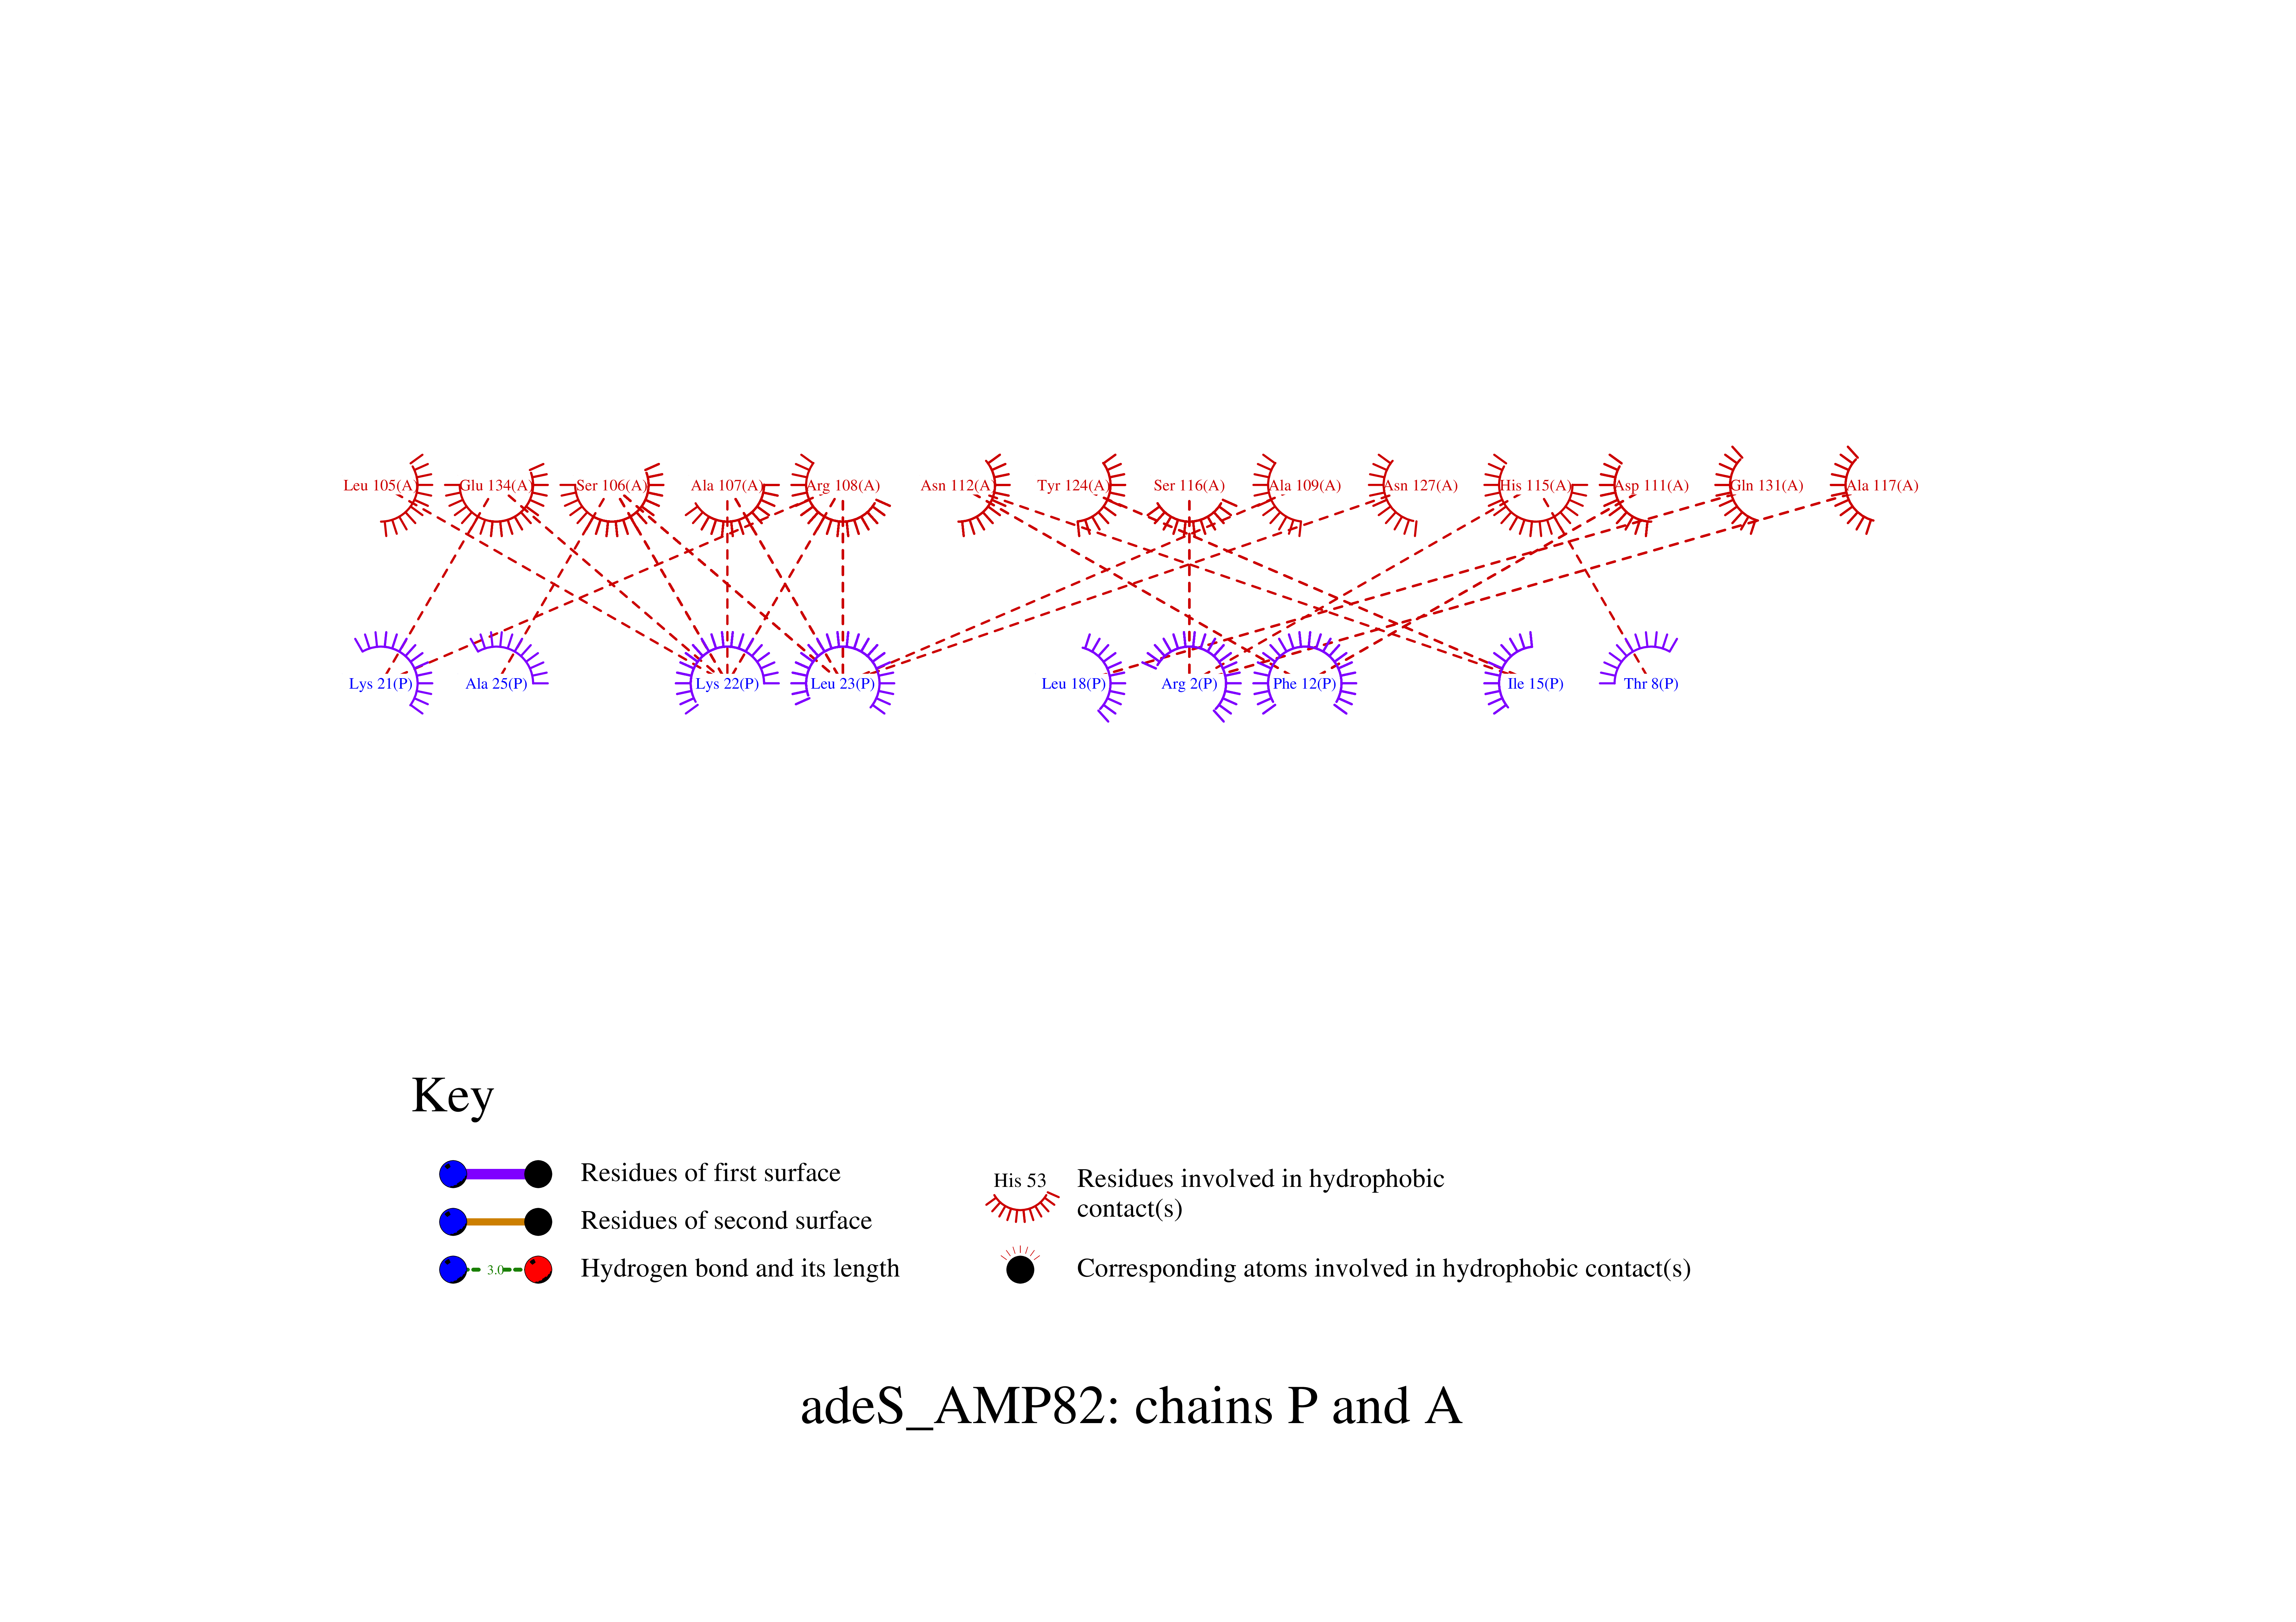 Leu 105(A) Glu 134(A) Ser 106(A) Ala 107(A) Arg 108(A) Asn 112(A) Tyr 124(A) Ser 116(A) Ala 109(A) Asn 127(A) His 115(A) Asp 111(A) Gln 131(A) Ala 117(A)
Lys 21(P) Ala 25(P) Lys 22(P) Leu 23(P) Leu 18(P) Arg 2(P) Phe 12(P) Ile 15(P) Thr 8(P)
Key
Residues of first surface
Residues of second surface
3.0 Hydrogen bond and its length
His 53 Residues involved in hydrophobic
contact(s)
Corresponding atoms involved in hydrophobic contact(s)
adeS_AMP82: chains P and A